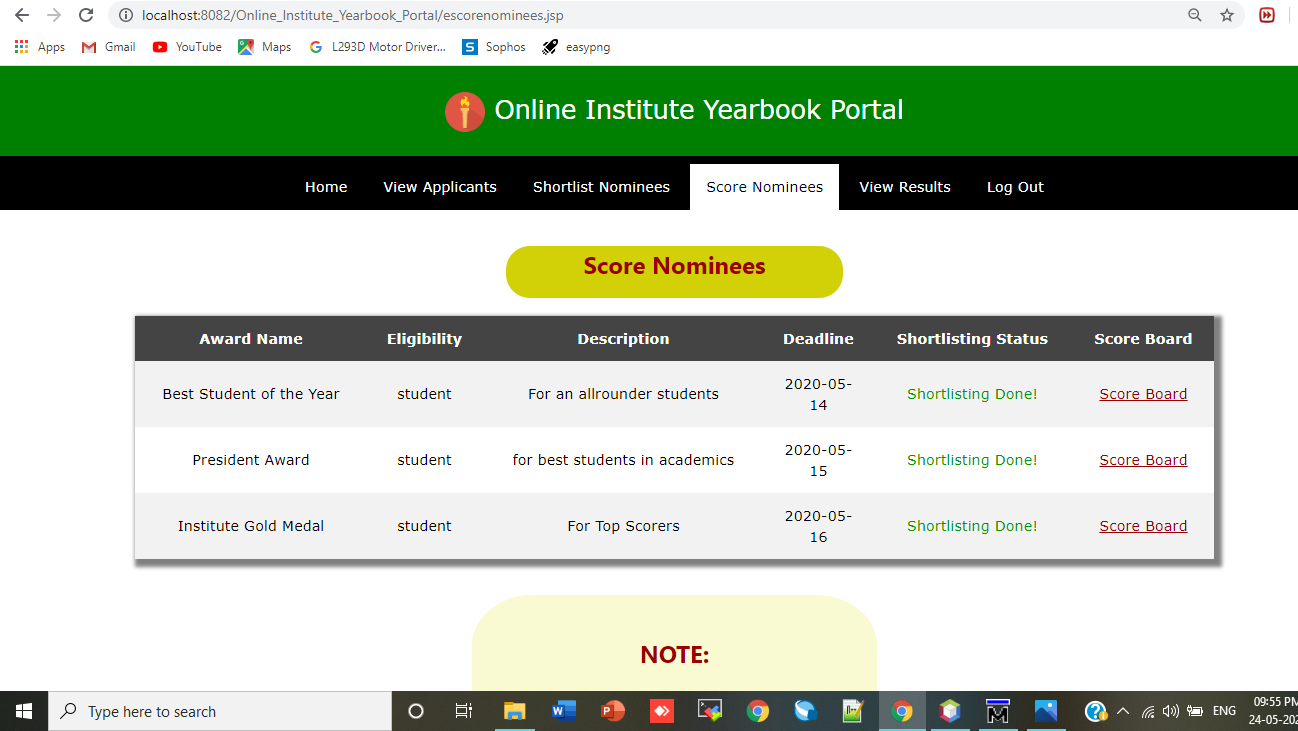 localhost:8082/Online_Institute_Yearbook_Portal/escorenominees.jsp
Apps Gmail YouTube Maps L293D Motor Driver... Sophos easypng
Online Institute Yearbook Portal
Home View Applicants Shortlist Nominees Score Nominees View Results Log Out
Score Nominees
Award Name Eligibility Description Deadline Shortlisting Status Score Board
Best Student of the Year student For an allrounder students 2020-05-
14 Shortlisting Done! Score Board
President Award student for best students in academics 2020-05-
15 Shortlisting Done! Score Board
Institute Gold Medal student For Top Scorers 2020-05-
16 Shortlisting Done! Score Board
NOTE:
Type here to search
ENG
09:55 PM
24-05-202